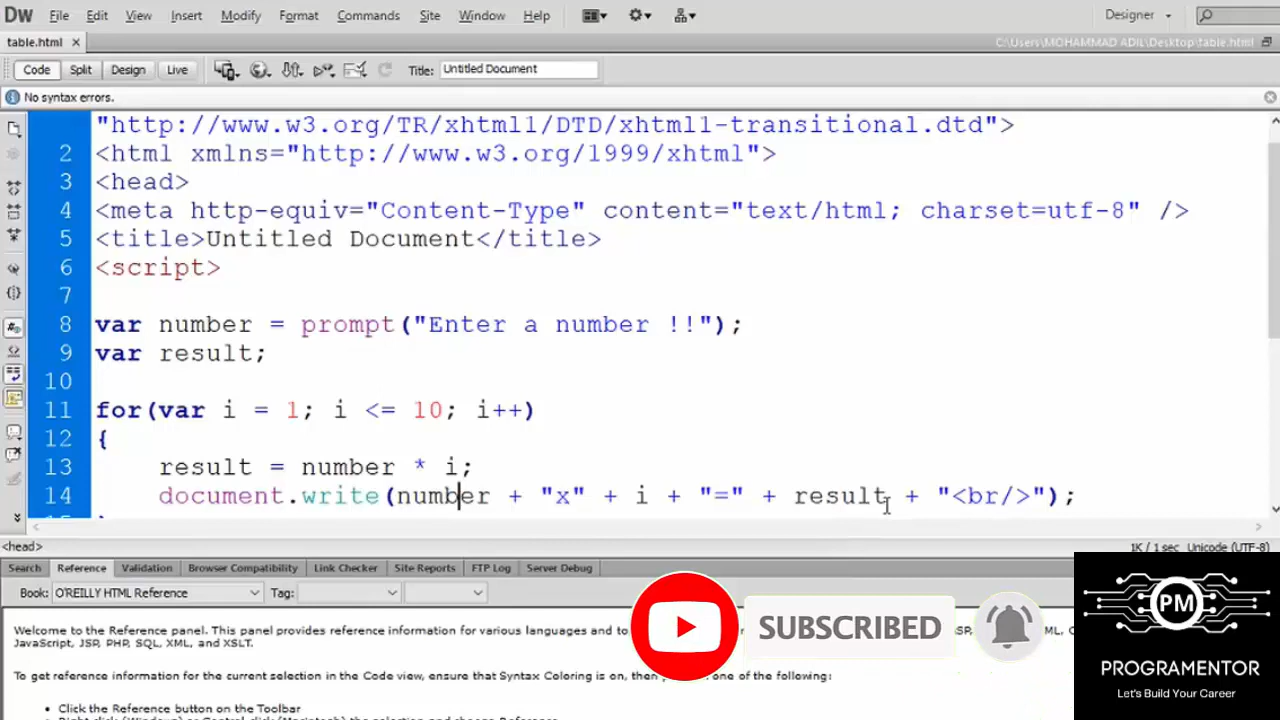 Dw File Edit View Insert Modify Format Commands Site Window Help Designer
table.html × C:\Users\MOHAMMAD ADIL\Desktop\table.html
Code Split Design Live Title: Untitled Document
No syntax errors.
"http://www.w3.org/TR/xhtml1/DTD/xhtml1-transitional.dtd">
2 <html xmlns="http://www.w3.org/1999/xhtml">
3 <head>
4 <meta http-equiv="Content-Type" content="text/html; charset=utf-8" />
5 <title>Untitled Document</title>
6 <script>
7
8 var number = prompt("Enter a number !!");
9 var result;
10
11 for(var i = 1; i <= 10; i++)
12 {
13 result = number * i;
14 document.write(number + "x" + i + "=" + result + "<br/>");
<head> 1K / 1 sec Unicode (UTF-8)
Search Reference Validation Browser Compatibility Link Checker Site Reports FTP Log Server Debug
Book: O'REILLY HTML Reference Tag:
Welcome to the Reference panel. This panel provides reference information for various languages and to
JavaScript, JSP, PHP, SQL, XML, and XSLT.
To get reference information for the current selection in the Code view, ensure that Syntax Coloring is on, then one of the following:
• Click the Reference button on the Toolbar
SUBSCRIBED
PM
PROGRAMENTOR
Let's Build Your Career